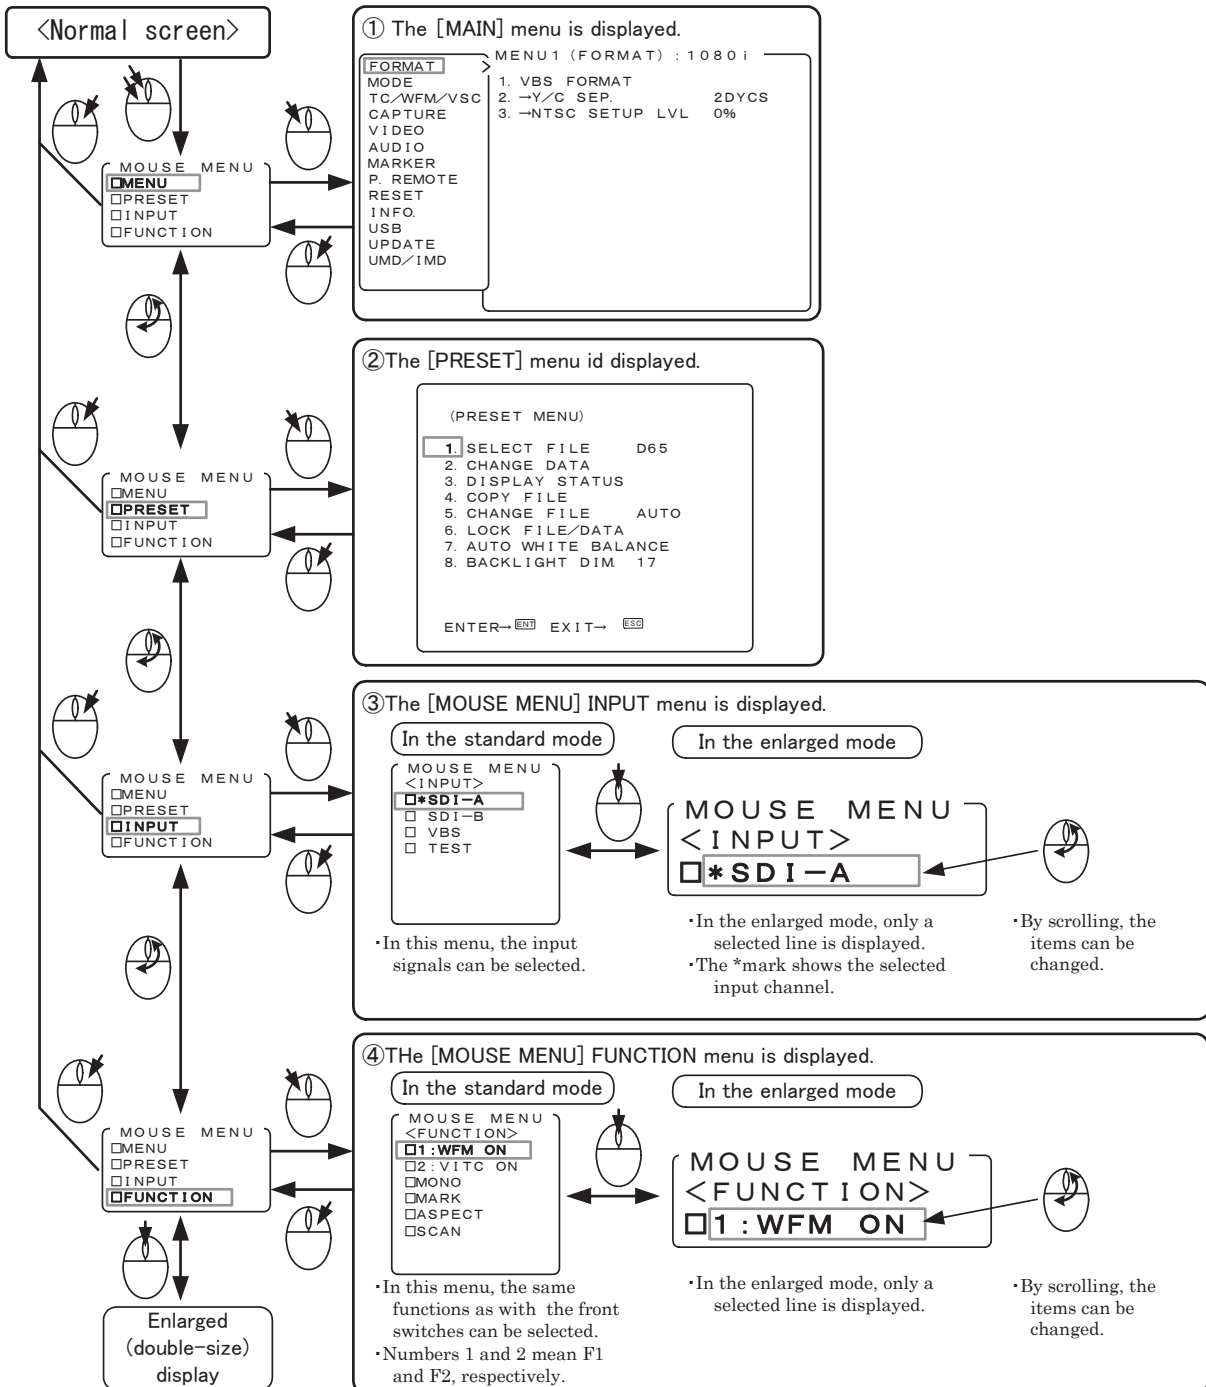 <Normal screen>
MOUSE MENU
□MENU
□PRESET
□INPUT
□FUNCTION
① The [MAIN] menu is displayed.
FORMAT
MODE
TC/WFM/VSC
CAPTURE
VIDEO
AUDIO
MARKER
P. REMOTE
RESET
INFO.
USB
UPDATE
UMD/IMD
>
MENU1 (FORMAT) : 1080i
1. VBS FORMAT
2. →Y/C SEP. 2DYCS
3. →NTSC SETUP LVL 0%
MOUSE MENU
□MENU
□PRESET
□INPUT
□FUNCTION
②The [PRESET] menu id displayed.
(PRESET MENU)
1. SELECT FILE D65
2. CHANGE DATA
3. DISPLAY STATUS
4. COPY FILE
5. CHANGE FILE AUTO
6. LOCK FILE/DATA
7. AUTO WHITE BALANCE
8. BACKLIGHT DIM. 17
ENTER→ ENT EXIT→ ESC
MOUSE MENU
□MENU
□PRESET
□INPUT
□FUNCTION
③The [MOUSE MENU] INPUT menu is displayed.
In the standard mode
MOUSE MENU
<INPUT>
□*SDI-A
□ SDI-B
□ VBS
□ TEST
・In this menu, the input
signals can be selected.
In the enlarged mode
MOUSE MENU
<INPUT>
□*SDI-A
・In the enlarged mode, only a
selected line is displayed.
・The *mark shows the selected
input channel.
・By scrolling, the
items can be
changed.
MOUSE MENU
□MENU
□PRESET
□INPUT
□FUNCTION
Enlarged
(double-size)
display
④THe [MOUSE MENU] FUNCTION menu is displayed.
In the standard mode
MOUSE MENU
<FUNCTION>
□1:WFM ON
□2:VITC ON
□MONO
□MARK
□ASPECT
□SCAN
・In this menu, the same
functions as with the front
switches can be selected.
・Numbers 1 and 2 mean F1
and F2, respectively.
In the enlarged mode
MOUSE MENU
<FUNCTION>
□1:WFM ON
・In the enlarged mode, only a
selected line is displayed.
・By scrolling, the
items can be
changed.